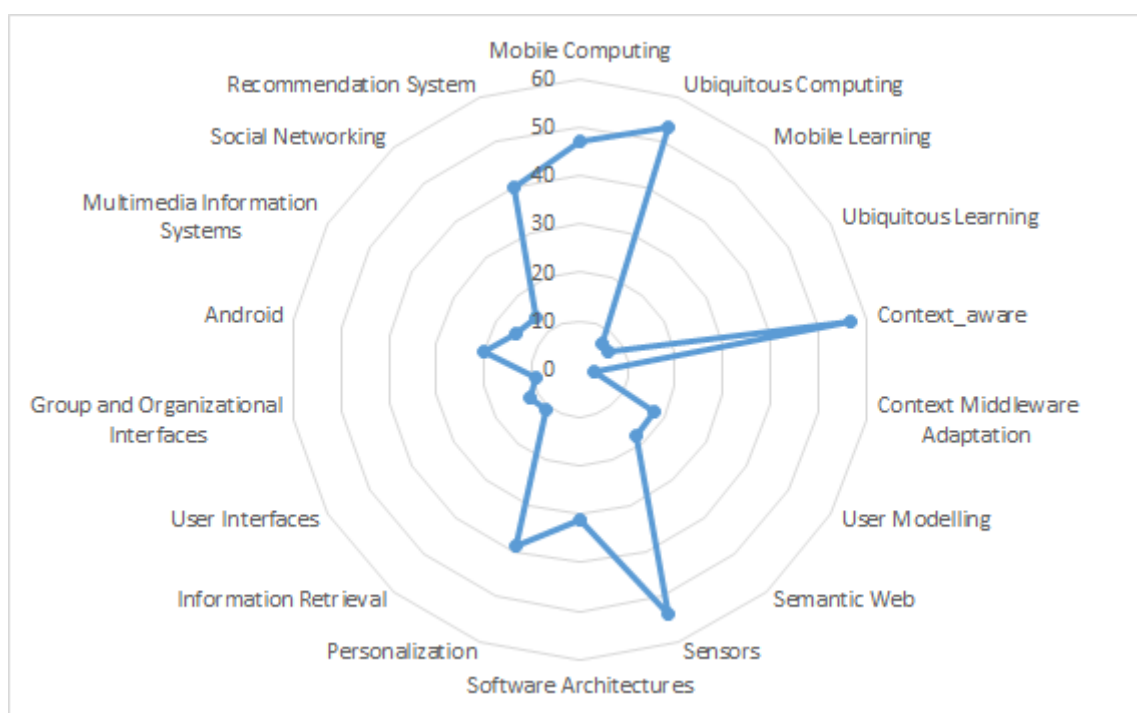 Mobile Computing
Recommendation System
Ubiquitous Computing
Social Networking
Mobile Learning
Multimedia Information
Systems
Ubiquitous Learning
Android
Context_aware
Group and Organizational
Interfaces
Context Middleware
Adaptation
User Interfaces
User Modelling
Information Retrieval
Semantic Web
Personalization
Sensors
Software Architectures
60
50
40
30
20
10
0